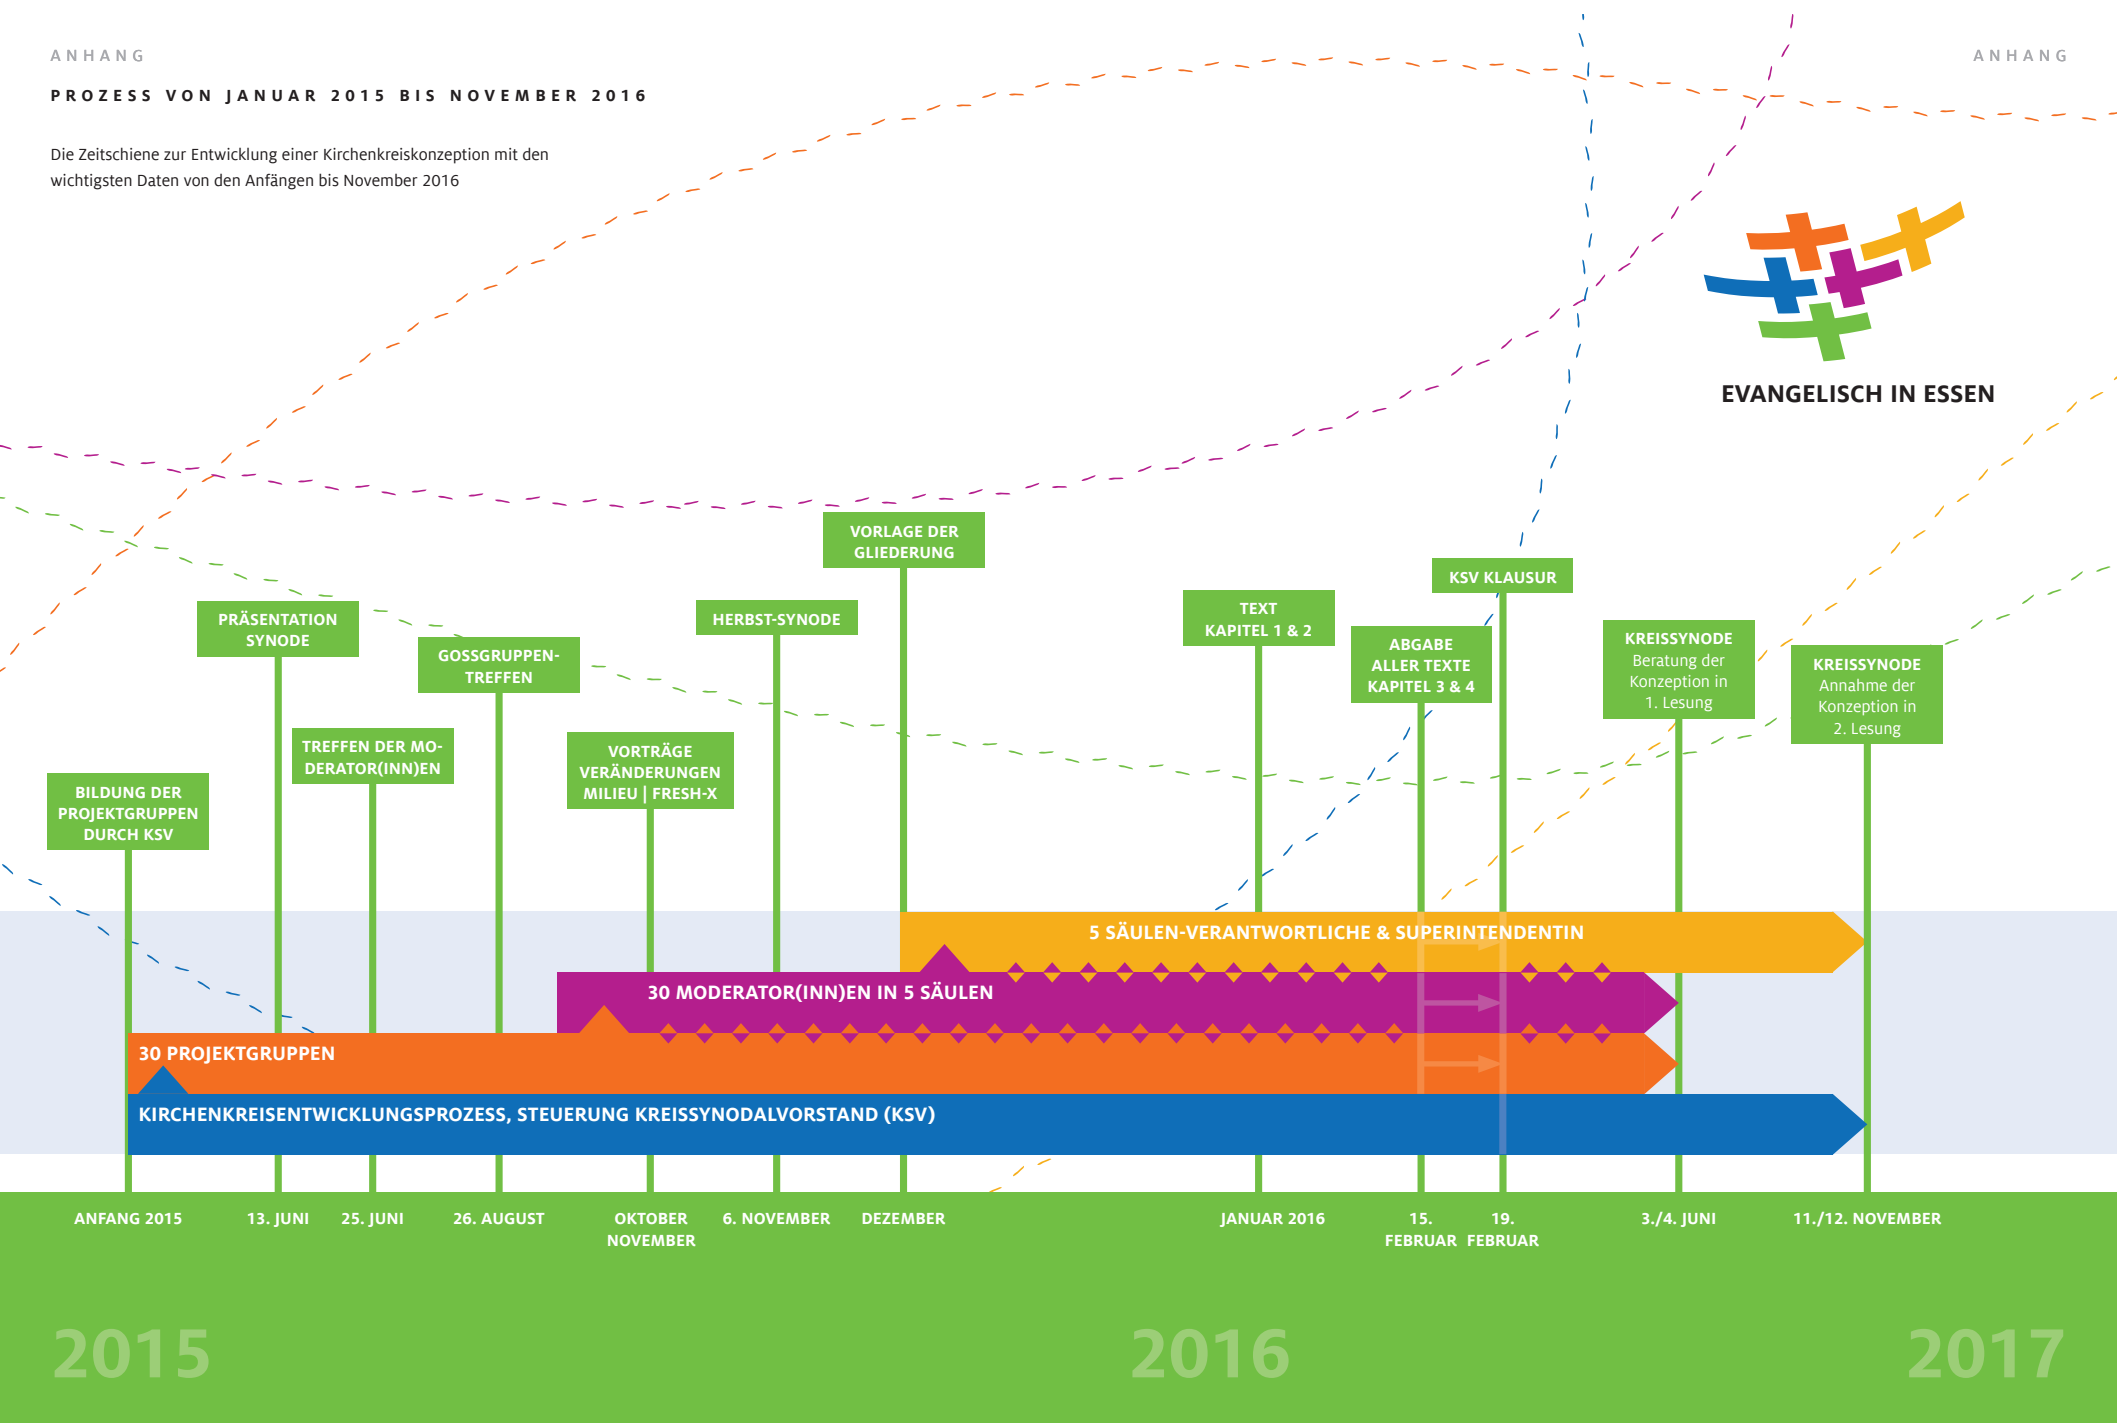 ANHANG
ANHANG
PROZESS VON JANUAR 2015 BIS NOVEMBER 2016
Die Zeitschiene zur Entwicklung einer Kirchenkreiskonzeption mit den
wichtigsten Daten von den Anfängen bis November 2016
EVANGELISCH IN ESSEN
BILDUNG DER
PROJEKTGRUPPEN
DURCH KSV
PRÄSENTATION
SYNODE
TREFFEN DER MO-
DERATOR(INN)EN
GOSSGRUPPEN-
TREFFEN
VORTRÄGE
VERÄNDERUNGEN
MILIEU | FRESH-X
HERBST-SYNODE
VORLAGE DER
GLIEDERUNG
TEXT
KAPITEL 1 & 2
ABGABE
ALLER TEXTE
KAPITEL 3 & 4
KSV KLAUSUR
KREISSYNODE
Beratung der
Konzeption in
1. Lesung
KREISSYNODE
Annahme der
Konzeption in
2. Lesung
5 SÄULEN-VERANTWORTLICHE & SUPERINTENDENTIN
30 MODERATOR(INN)EN IN 5 SÄULEN
30 PROJEKTGRUPPEN
KIRCHENKREISENTWICKLUNGSPROZESS, STEUERUNG KREISSYNODALVORSTAND (KSV)
ANFANG 2015
13. JUNI
25. JUNI
26. AUGUST
OKTOBER
NOVEMBER
6. NOVEMBER
DEZEMBER
JANUAR 2016
15.
FEBRUAR
19.
FEBRUAR
3./4. JUNI
11./12. NOVEMBER
2015
2016
2017